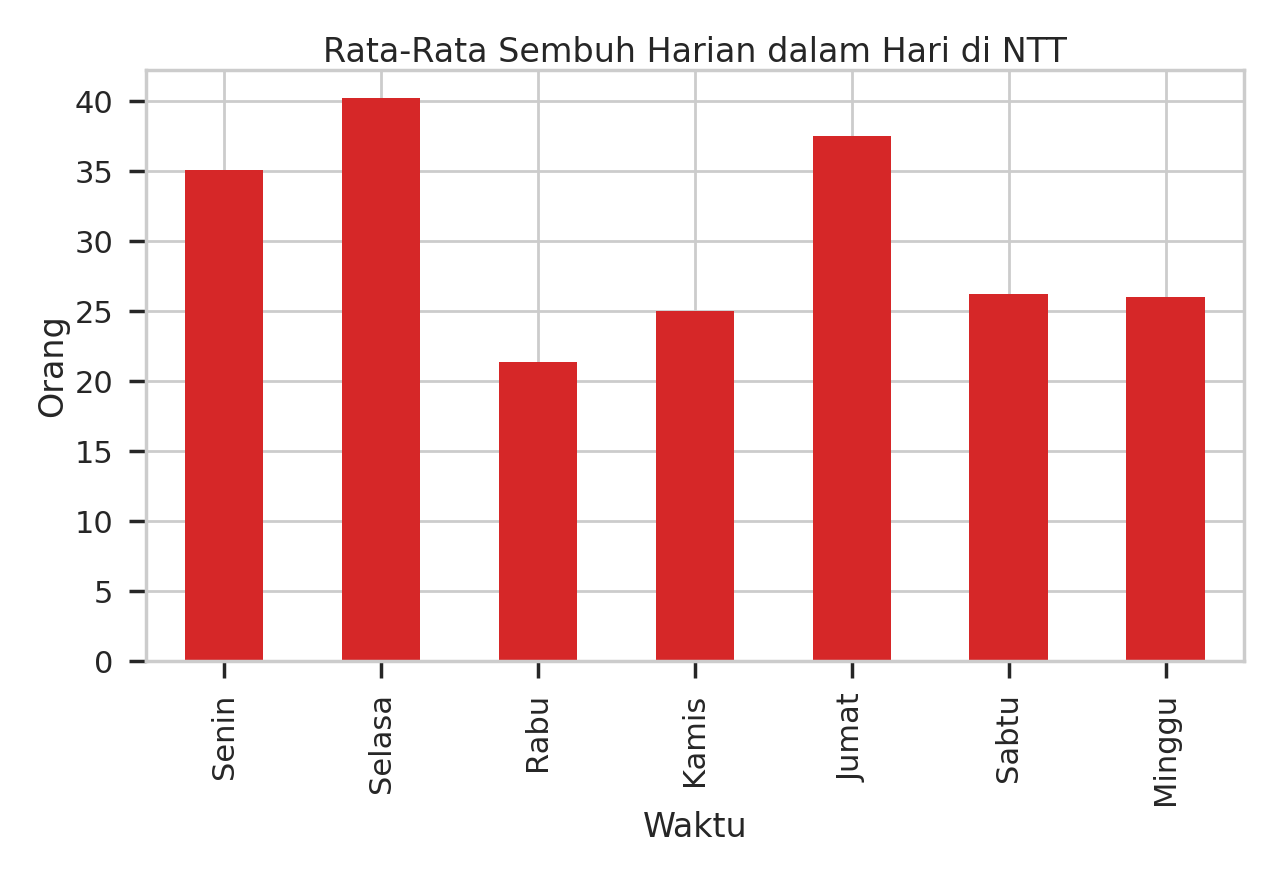 Rata-Rata Sembuh Harian dalam Hari di NTT
Orang
40
35
30
25
20
15
10
5
0
Senin
Selasa
Rabu
Kamis
Jumat
Sabtu
Minggu
Waktu